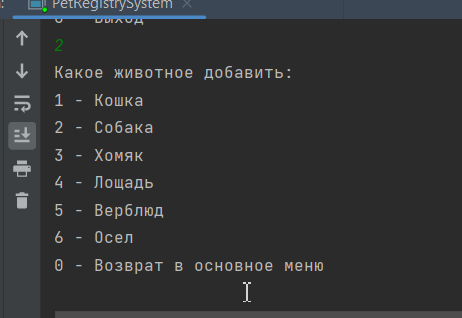 PetRegistrySystem
0 - Выход
2
Какое животное добавить:
1 - Кошка
2 - Собака
3 - Хомяк
4 - Лощадь
5 - Верблюд
6 - Осел
0 - Возврат в основное меню